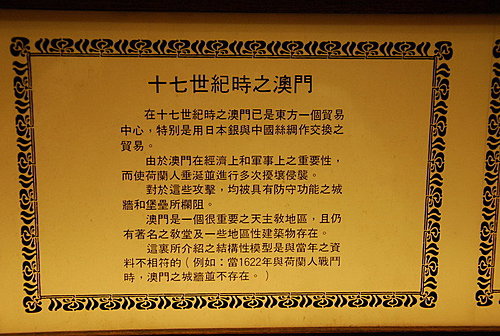 十七世紀時之澳門
在十七世紀時之澳門已是東方一個貿易
中心，特別是用日本銀與中國絲綢作交換之
貿易。
由於澳門在經濟上和軍事上之重要性，
而使荷蘭人垂涎並進行多次擾壤侵襲。
對於這些攻擊，均被具有防守功能之城
牆和堡壘所欄阻。
澳門是一個很重要之天主敎地區，且仍
有著名之敎堂及一些地區性建築物存在。
這裏所介紹之結構性模型是與當年之資
料不相符的（例如：當1622年與荷蘭人戰鬥
時，澳門之城牆並不存在。）